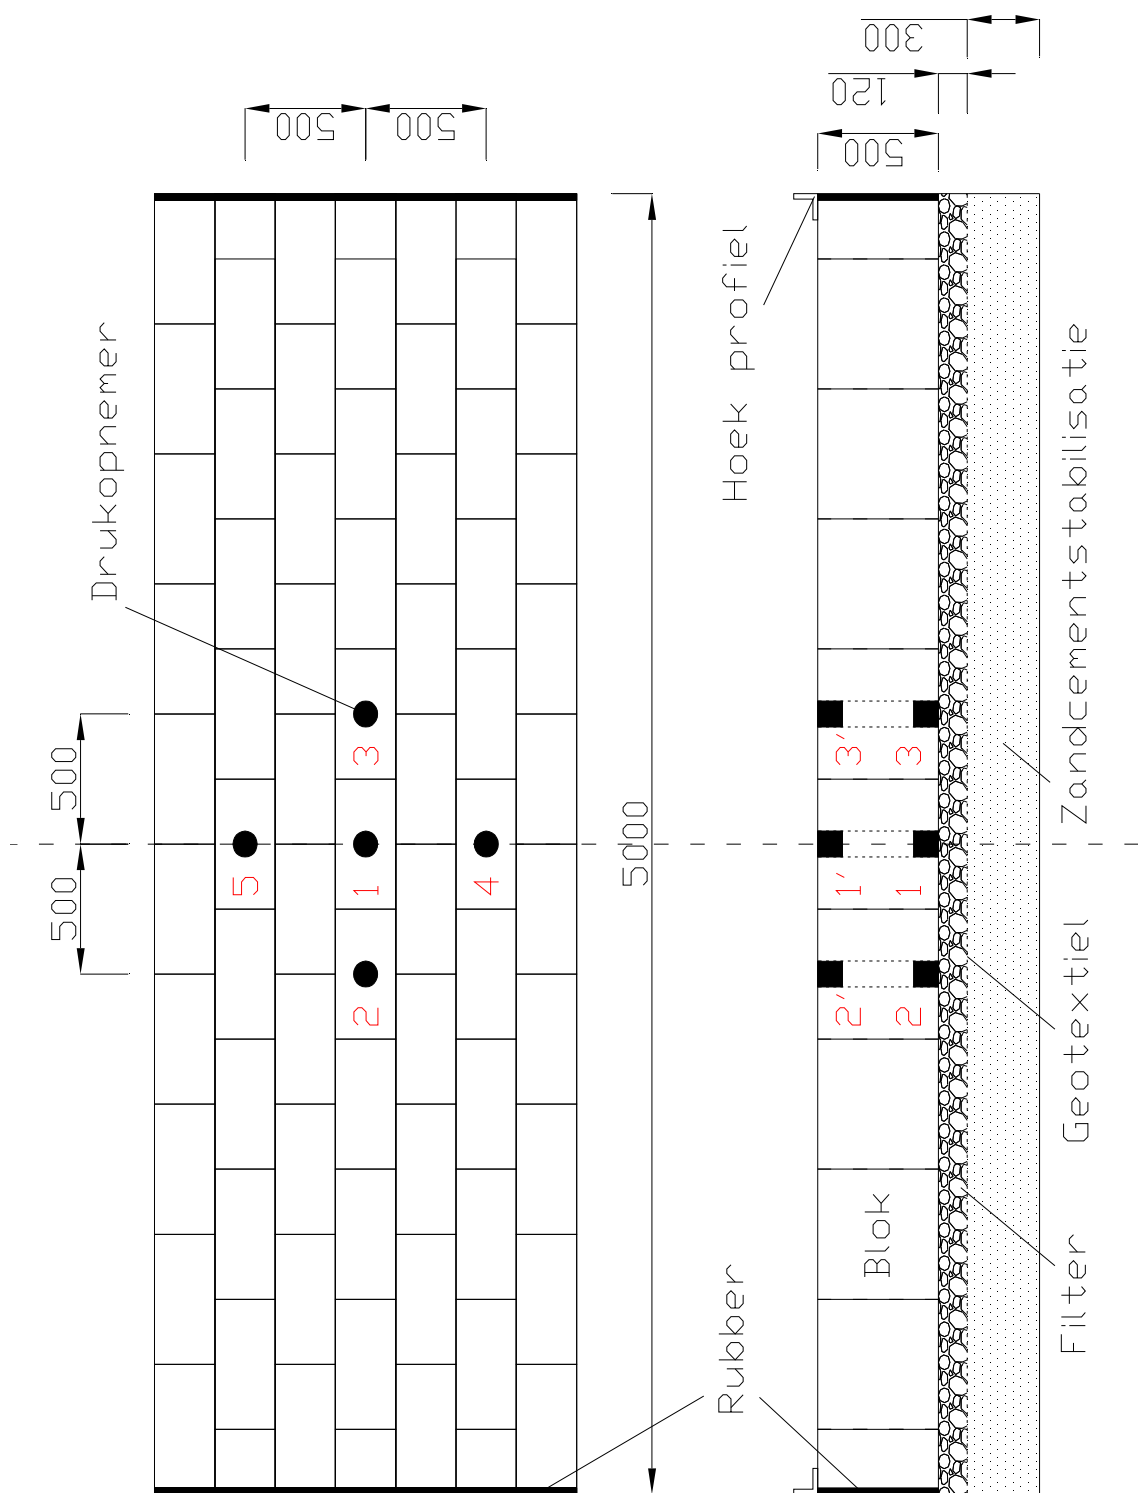 500
500
Drukopnemer
500
500
5
1
4
3
2
5000
Rubber
Hoek profiel
500
120
300
3'
3
1'
1
2'
2
Blok
Zandcementstabilisatie
Geotextiel
Filter